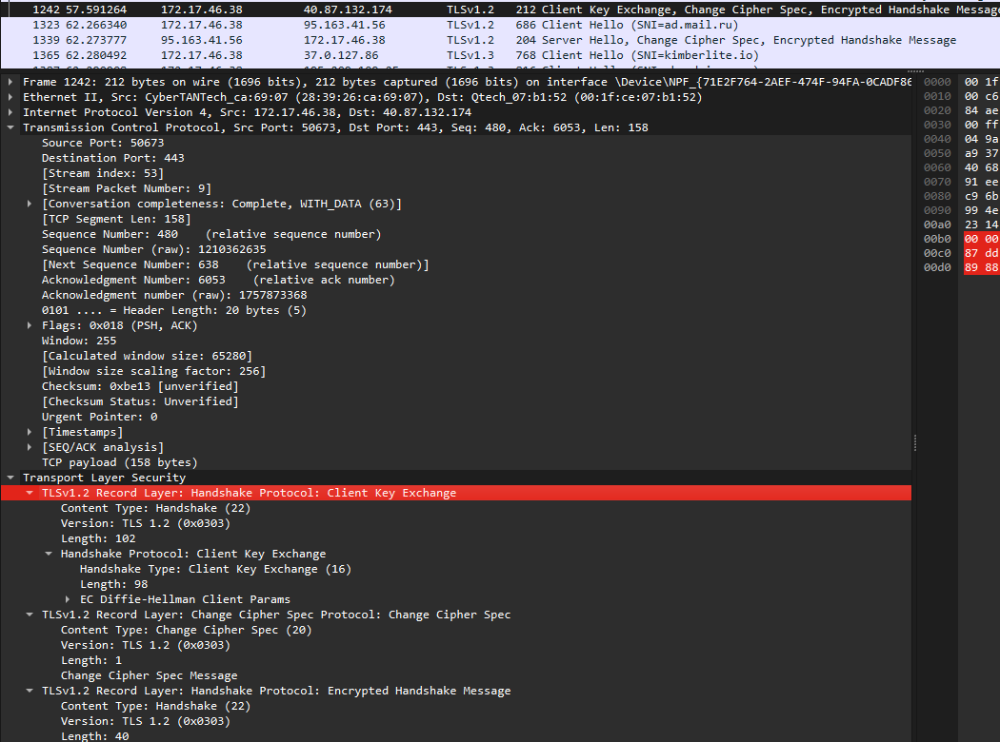 1242 57.591264 172.17.46.38 40.87.132.174 TLSv1.2 212 Client Key Exchange, Change Cipher Spec, Encrypted Handshake Message
1323 62.266340 172.17.46.38 95.163.41.56 TLSv1.2 686 Client Hello (SNI=ad.mail.ru)
1339 62.273777 95.163.41.56 172.17.46.38 TLSv1.2 204 Server Hello, Change Cipher Spec, Encrypted Handshake Message
1365 62.280492 172.17.46.38 37.0.127.86 TLSv1.3 768 Client Hello (SNI=kimberlite.io)
Frame 1242: 212 bytes on wire (1696 bits), 212 bytes captured (1696 bits) on interface \Device\NPF_{71E2F764-2AEF-474F-94FA-0CADF86
Ethernet II, Src: CyberTANTech_ca:69:07 (28:39:26:ca:69:07), Dst: Qtech_07:b1:52 (00:1f:ce:07:b1:52)
Internet Protocol Version 4, Src: 172.17.46.38, Dst: 40.87.132.174
Transmission Control Protocol, Src Port: 50673, Dst Port: 443, Seq: 480, Ack: 6053, Len: 158
Source Port: 50673
Destination Port: 443
[Stream index: 53]
[Stream Packet Number: 9]
[Conversation completeness: Complete, WITH_DATA (63)]
[TCP Segment Len: 158]
Sequence Number: 480 (relative sequence number)
Sequence Number (raw): 1210362635
[Next Sequence Number: 638 (relative sequence number)]
Acknowledgment Number: 6053 (relative ack number)
Acknowledgment number (raw): 1757873368
0101 .... = Header Length: 20 bytes (5)
Flags: 0x018 (PSH, ACK)
Window: 255
[Calculated window size: 65280]
[Window size scaling factor: 256]
Checksum: 0xbe13 [unverified]
[Checksum Status: Unverified]
Urgent Pointer: 0
[Timestamps]
[SEQ/ACK analysis]
TCP payload (158 bytes)
Transport Layer Security
TLSv1.2 Record Layer: Handshake Protocol: Client Key Exchange
Content Type: Handshake (22)
Version: TLS 1.2 (0x0303)
Length: 102
Handshake Protocol: Client Key Exchange
Handshake Type: Client Key Exchange (16)
Length: 98
EC Diffie-Hellman Client Params
TLSv1.2 Record Layer: Change Cipher Spec Protocol: Change Cipher Spec
Content Type: Change Cipher Spec (20)
Version: TLS 1.2 (0x0303)
Length: 1
Change Cipher Spec Message
TLSv1.2 Record Layer: Handshake Protocol: Encrypted Handshake Message
Content Type: Handshake (22)
Version: TLS 1.2 (0x0303)
Length: 40
0000 00 1f
0010 00 c6
0020 84 ae
0030 00 ff
0040 04 9a
0050 a9 37
0060 40 68
0070 91 ee
0080 c9 6b
0090 99 4e
00a0 23 14
00b0 00 00
00c0 87 dd
00d0 89 88